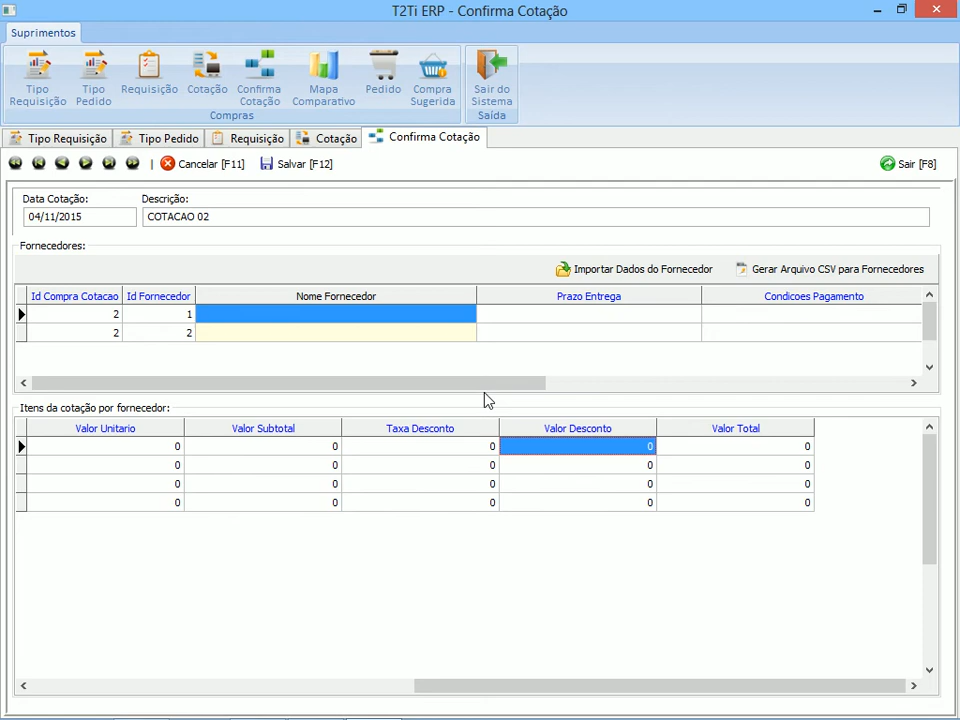 T2Ti ERP - Confirma Cotação
Suprimentos
Tipo Requisição
Tipo Pedido
Requisição
Cotação
Confirma Cotação
Mapa Comparativo
Pedido
Compra Sugerida
Sair do Sistema
Compras
Saída
Tipo Requisição
Tipo Pedido
Requisição
Cotação
Confirma Cotação
Cancelar [F11]
Salvar [F12]
Sair [F8]
Data Cotação: Descrição:
04/11/2015 COTACAO 02
Fornecedores:
Importar Dados do Fornecedor Gerar Arquivo CSV para Fornecedores
Id Compra Cotacao Id Fornecedor Nome Fornecedor Prazo Entrega Condicoes Pagamento
2 1
2 2
Itens da cotação por fornecedor:
Valor Unitario Valor Subtotal Taxa Desconto Valor Desconto Valor Total
0 0 0 0 0
0 0 0 0 0
0 0 0 0 0
0 0 0 0 0